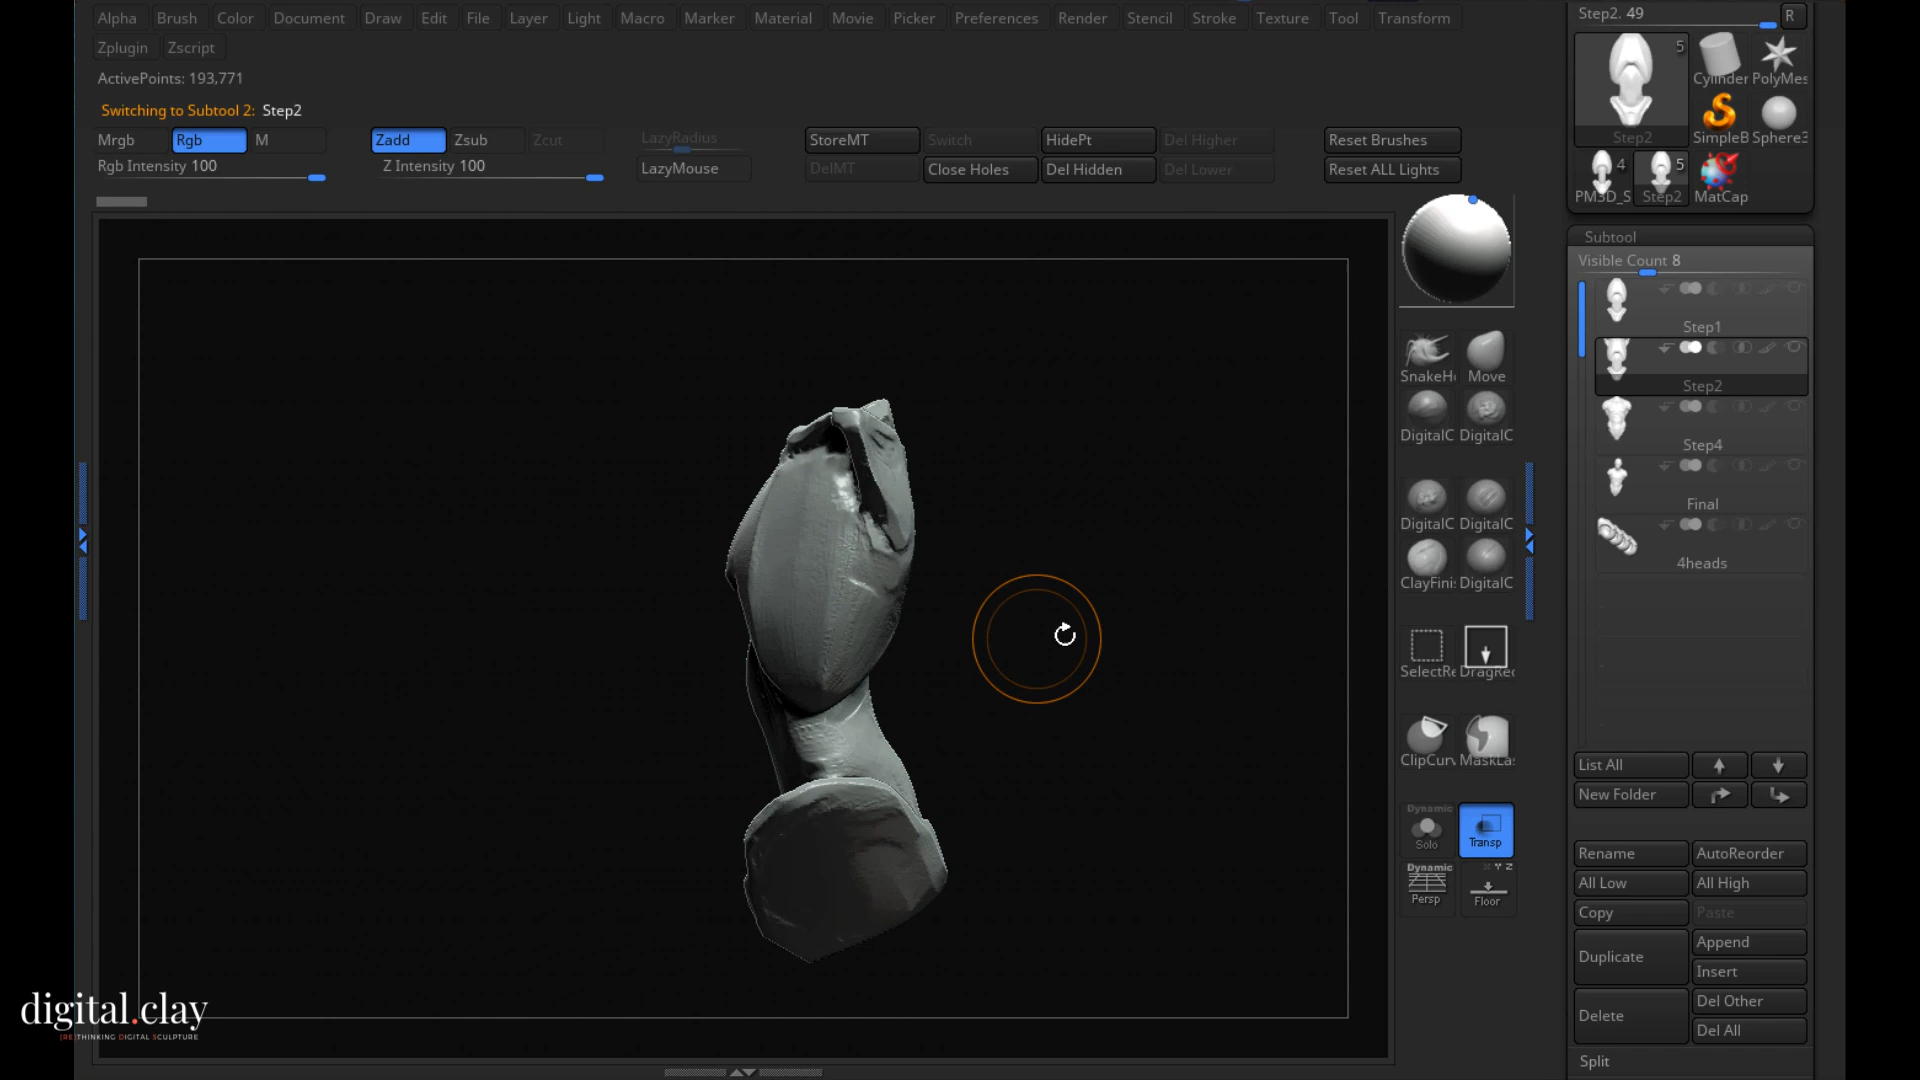 Alpha Brush Color Document Draw Edit File Layer Light Macro Marker Material Movie Picker Preferences Render Stencil Stroke Texture Tool Transform
Zplugin Zscript
ActivePoints: 193,771
Switching to Subtool 2: Step2
Mrgb Rgb M Zadd Zsub Zcut LazyRadius StoreMT Switch HidePt Del Higher Reset Brushes
Rgb Intensity 100 Z Intensity 100 LazyMouse DelMT Close Holes Del Hidden Del Lower Reset ALL Lights
Step2. 49 R
5
Cylinder PolyMes
Step2 SimpleB Sphere3
4 5
PM3D_S Step2 MatCap
Subtool
Visible Count 8
Step1
Step2
Step4
Final
4heads
SnakeH Move
DigitalC DigitalC
DigitalC DigitalC
ClayFini DigitalC
SelectRe DragRec
ClipCurv MaskLas
Dynamic
Solo Transp
Dynamic X Y Z
Persp Floor
List All
New Folder
Rename AutoReorder
All Low All High
Copy Paste
Duplicate Append
Insert
Delete Del Other
Del All
Split
digital.clay
[RE]THINKING DIGITAL SCULPTURE